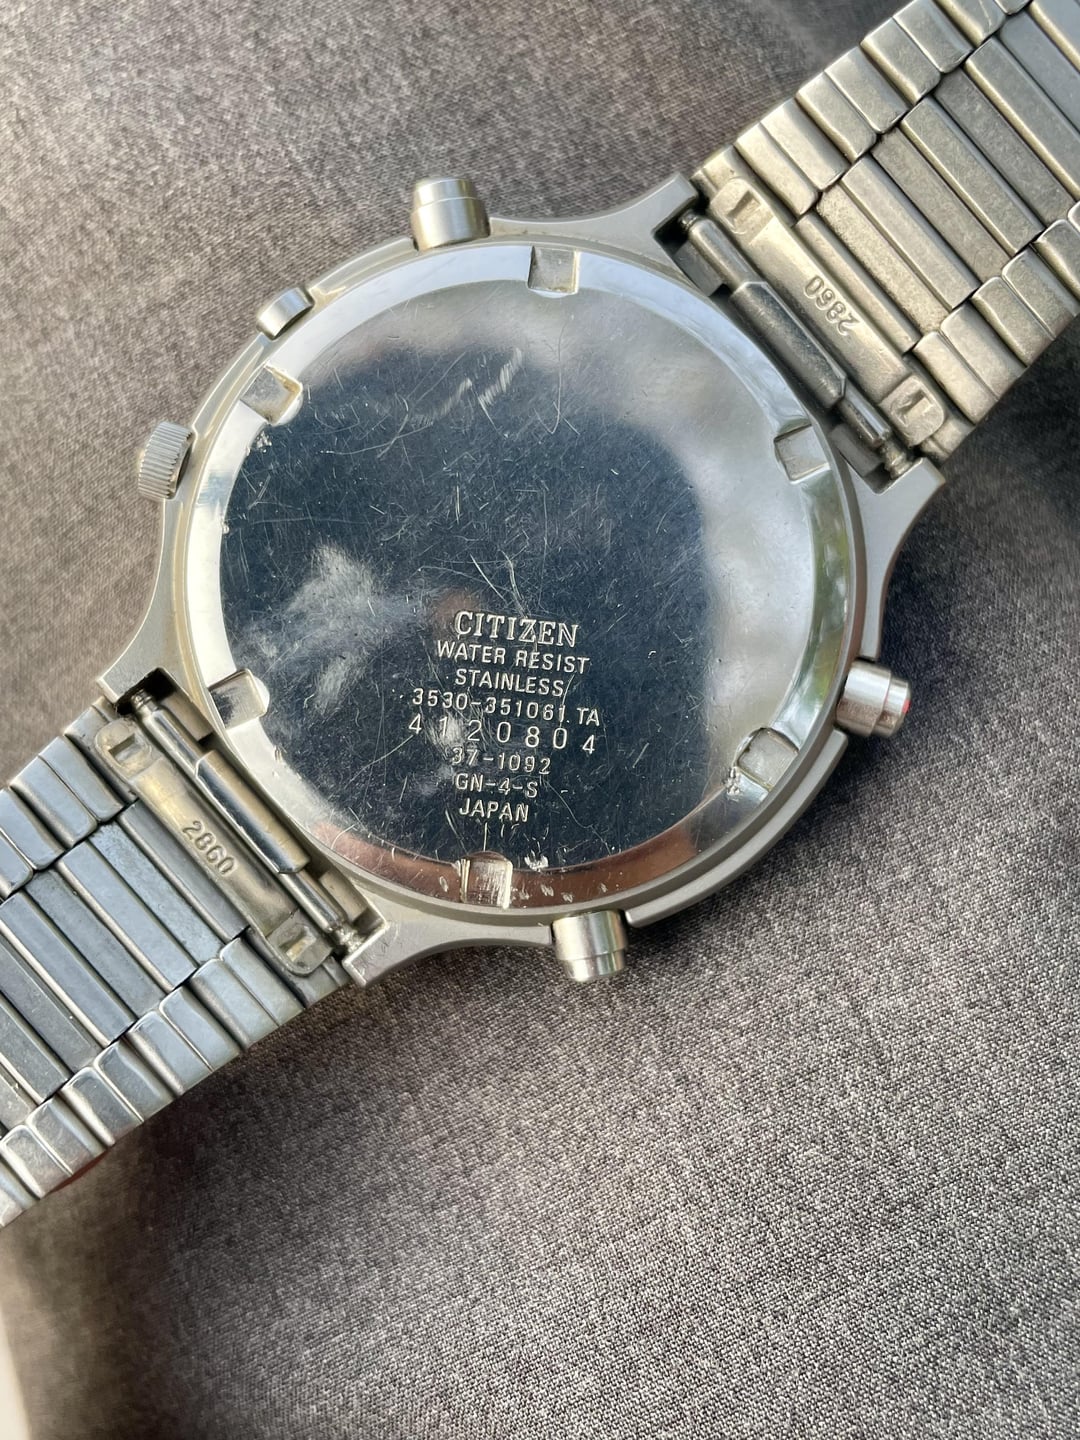 CITIZEN
WATER RESIST
STAINLESS
3530-351061 TA
4120804
37-1092
GN-4-S
JAPAN
2860
2860